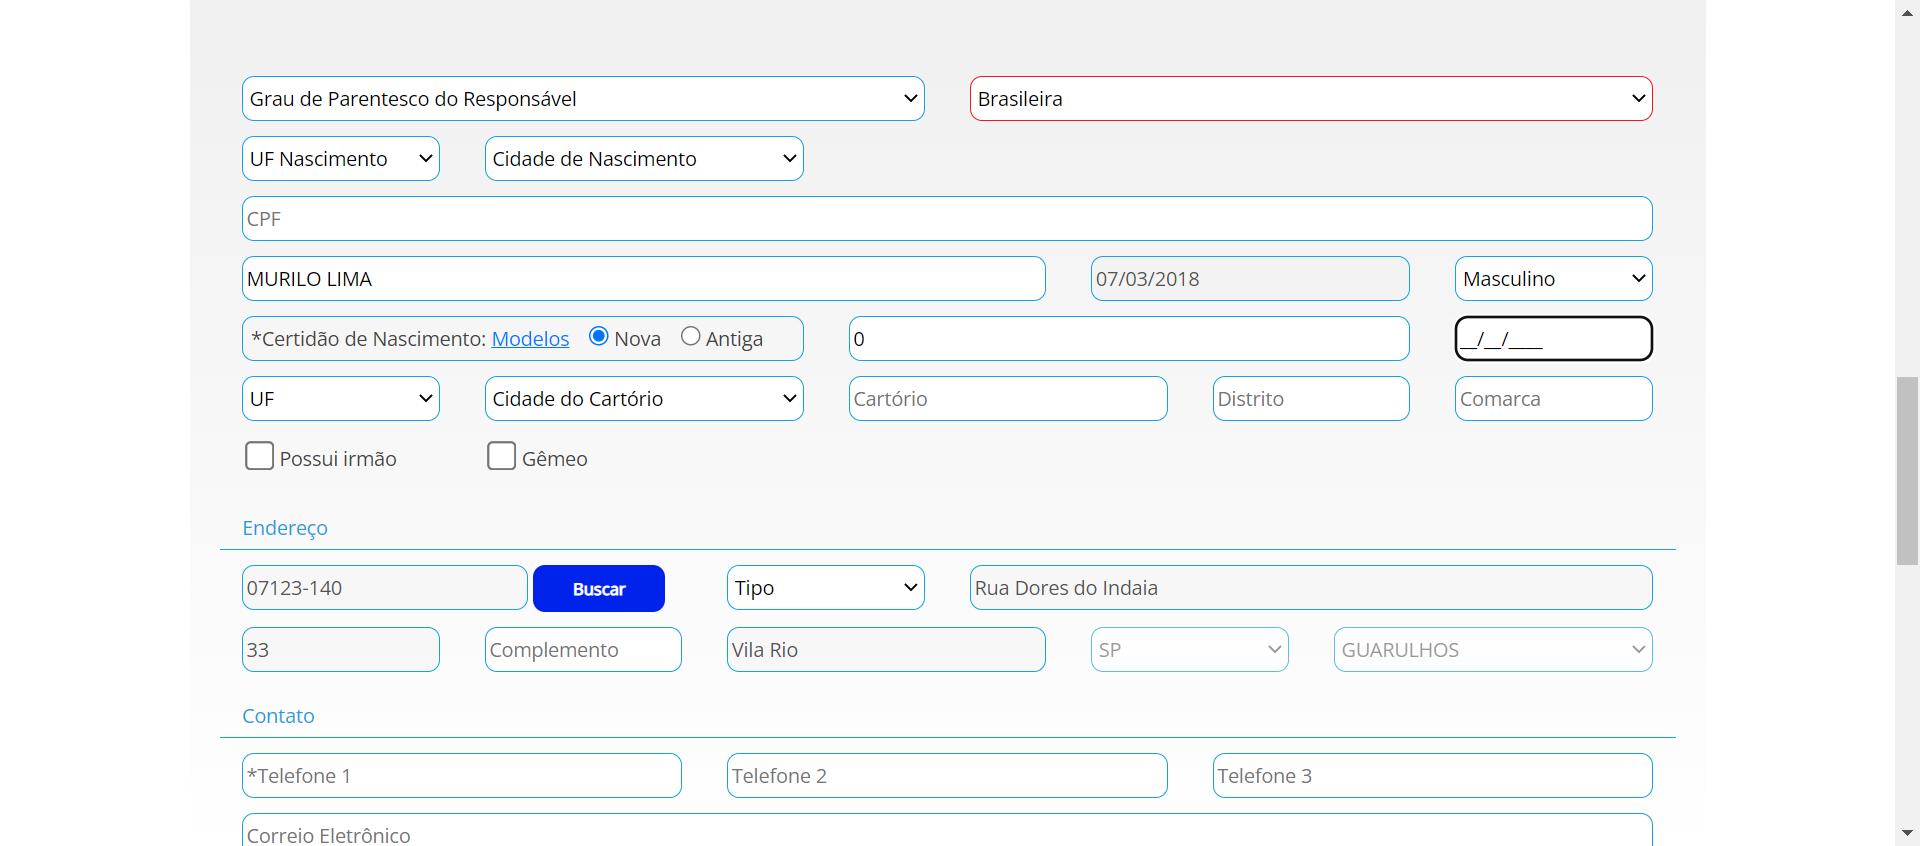 Grau de Parentesco do Responsável Brasileira
UF Nascimento Cidade de Nascimento
CPF
MURILO LIMA 07/03/2018 Masculino
*Certidão de Nascimento: Modelos Nova Antiga 0 __/__/____
UF Cidade do Cartório Cartório Distrito Comarca
Possui irmão Gêmeo
Endereço
07123-140 Buscar Tipo Rua Dores do Indaia
33 Complemento Vila Rio SP GUARULHOS
Contato
*Telefone 1 Telefone 2 Telefone 3
Correio Eletrônico